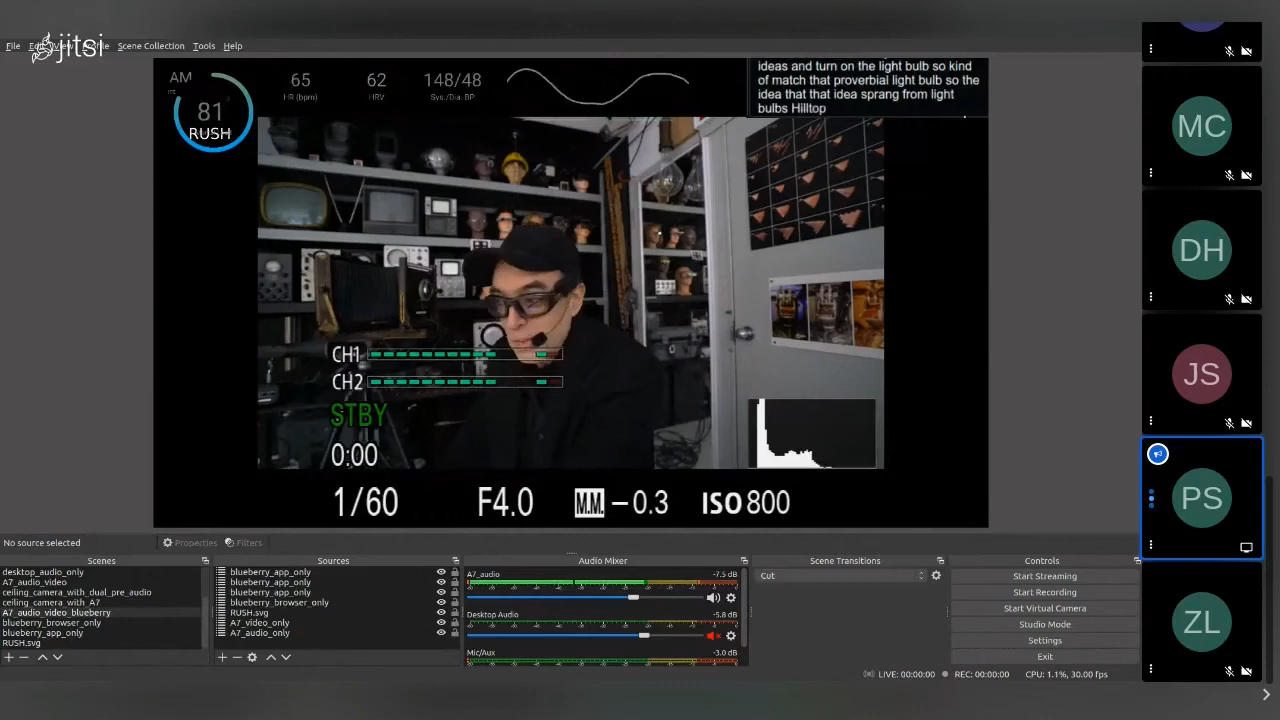 jitsi
File
Scene Collection
Tools
Help
AM
81
RUSH
65
HR (bpm)
62
HRV
148/48
Sys./Dia. BP
ideas and turn on the light bulb so kind
of match that proverbial light bulb so the
idea that that idea sprang from light
bulbs Hilltop
CH1
CH2
STBY
0:00
1/60
F4.0
M.M. −0.3
ISO 800
MC
DH
JS
PS
ZL
No source selected
Properties
Filters
Scenes
desktop_audio_only
A7_audio_video
ceiling_camera_with_dual_pre_audio
ceiling_camera_with_A7
A7_audio_video_blueberry
blueberry_browser_only
blueberry_app_only
RUSH.svg
Sources
blueberry_app_only
blueberry_app_only
blueberry_app_only
blueberry_browser_only
RUSH.svg
A7_video_only
A7_audio_only
Audio Mixer
A7_audio
-7.5 dB
Desktop Audio
-5.8 dB
Mic/Aux
-3.0 dB
Scene Transitions
Cut
Controls
Start Streaming
Start Recording
Start Virtual Camera
Studio Mode
Settings
Exit
LIVE: 00:00:00
REC: 00:00:00
CPU: 1.1%, 30.00 fps